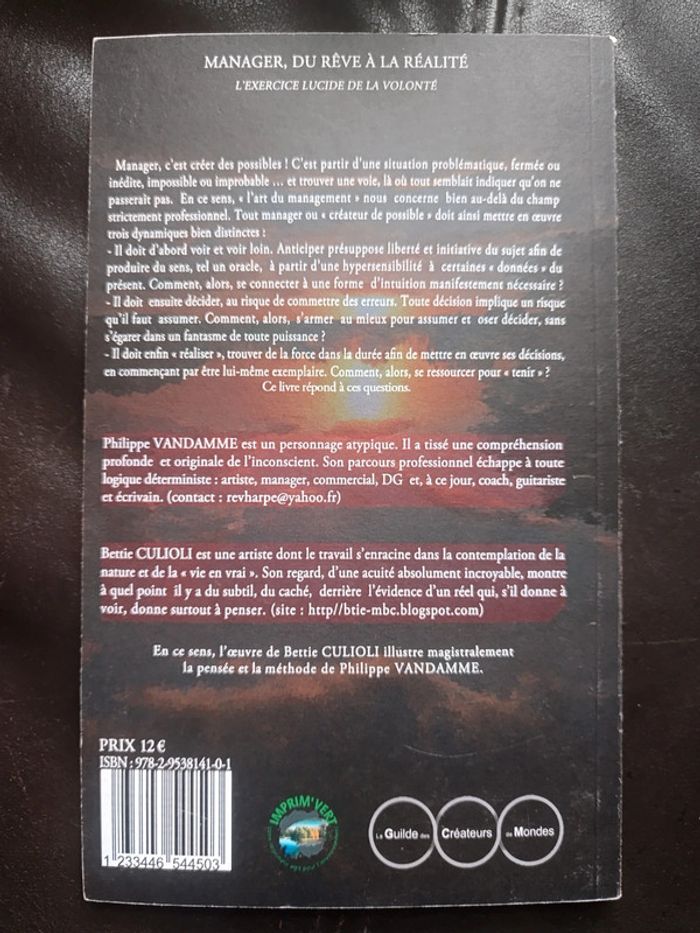 MANAGER, DU RÊVE À LA RÉALITÉ
L'EXERCICE LUCIDE DE LA VOLONTÉ
Manager, c'est créer des possibles ! C'est partir d'une situation problématique, fermée ou
inédite, impossible ou improbable ... et trouver une voie, là où tout semblait indiquer qu'on ne
passerait pas. En ce sens, « l'art du management » nous concerne bien au-delà du champ
strictement professionnel. Tout manager ou « créateur de possible » doit ainsi mettre en œuvre
trois dynamiques bien distinctes :
- Il doit d'abord voir et voir loin. Anticiper présuppose liberté et initiative du sujet afin de
produire du sens, tel un oracle, à partir d'une hypersensibilité à certaines « données » du
présent. Comment, alors, se connecter à une forme d'intuition manifestement nécessaire ?
- Il doit ensuite décider, au risque de commettre des erreurs. Toute décision implique un risque
qu'il faut assumer. Comment, alors, s'armer au mieux pour assumer et oser décider, sans
s'égarer dans un fantasme de toute puissance ?
- Il doit enfin « réaliser », trouver de la force dans la durée afin de mettre en œuvre ses décisions,
en commençant par être lui-même exemplaire. Comment, alors, se ressourcer pour « tenir » ?
Ce livre répond à ces questions.
Philippe VANDAMME est un personnage atypique. Il a tissé une compréhension
profonde et originale de l'inconscient. Son parcours professionnel échappe à toute
logique déterministe : artiste, manager, commercial, DG et, à ce jour, coach, guitariste
et écrivain. (contact : revharpe@yahoo.fr)
Bettie CULIOLI est une artiste dont le travail s'enracine dans la contemplation de la
nature et de la « vie en vrai ». Son regard, d'une acuité absolument incroyable, montre
à quel point il y a du subtil, du caché, derrière l'évidence d'un réel qui, s'il donne à
voir, donne surtout à penser. (site : http//btie-mbc.blogspot.com)
En ce sens, l'œuvre de Bettie CULIOLI illustre magistralement
la pensée et la méthode de Philippe VANDAMME.
PRIX 12 €
ISBN : 978-2-9538141-0-1
1 233446 544503
IMPRIM'VERT
La Guilde des Créateurs de Mondes